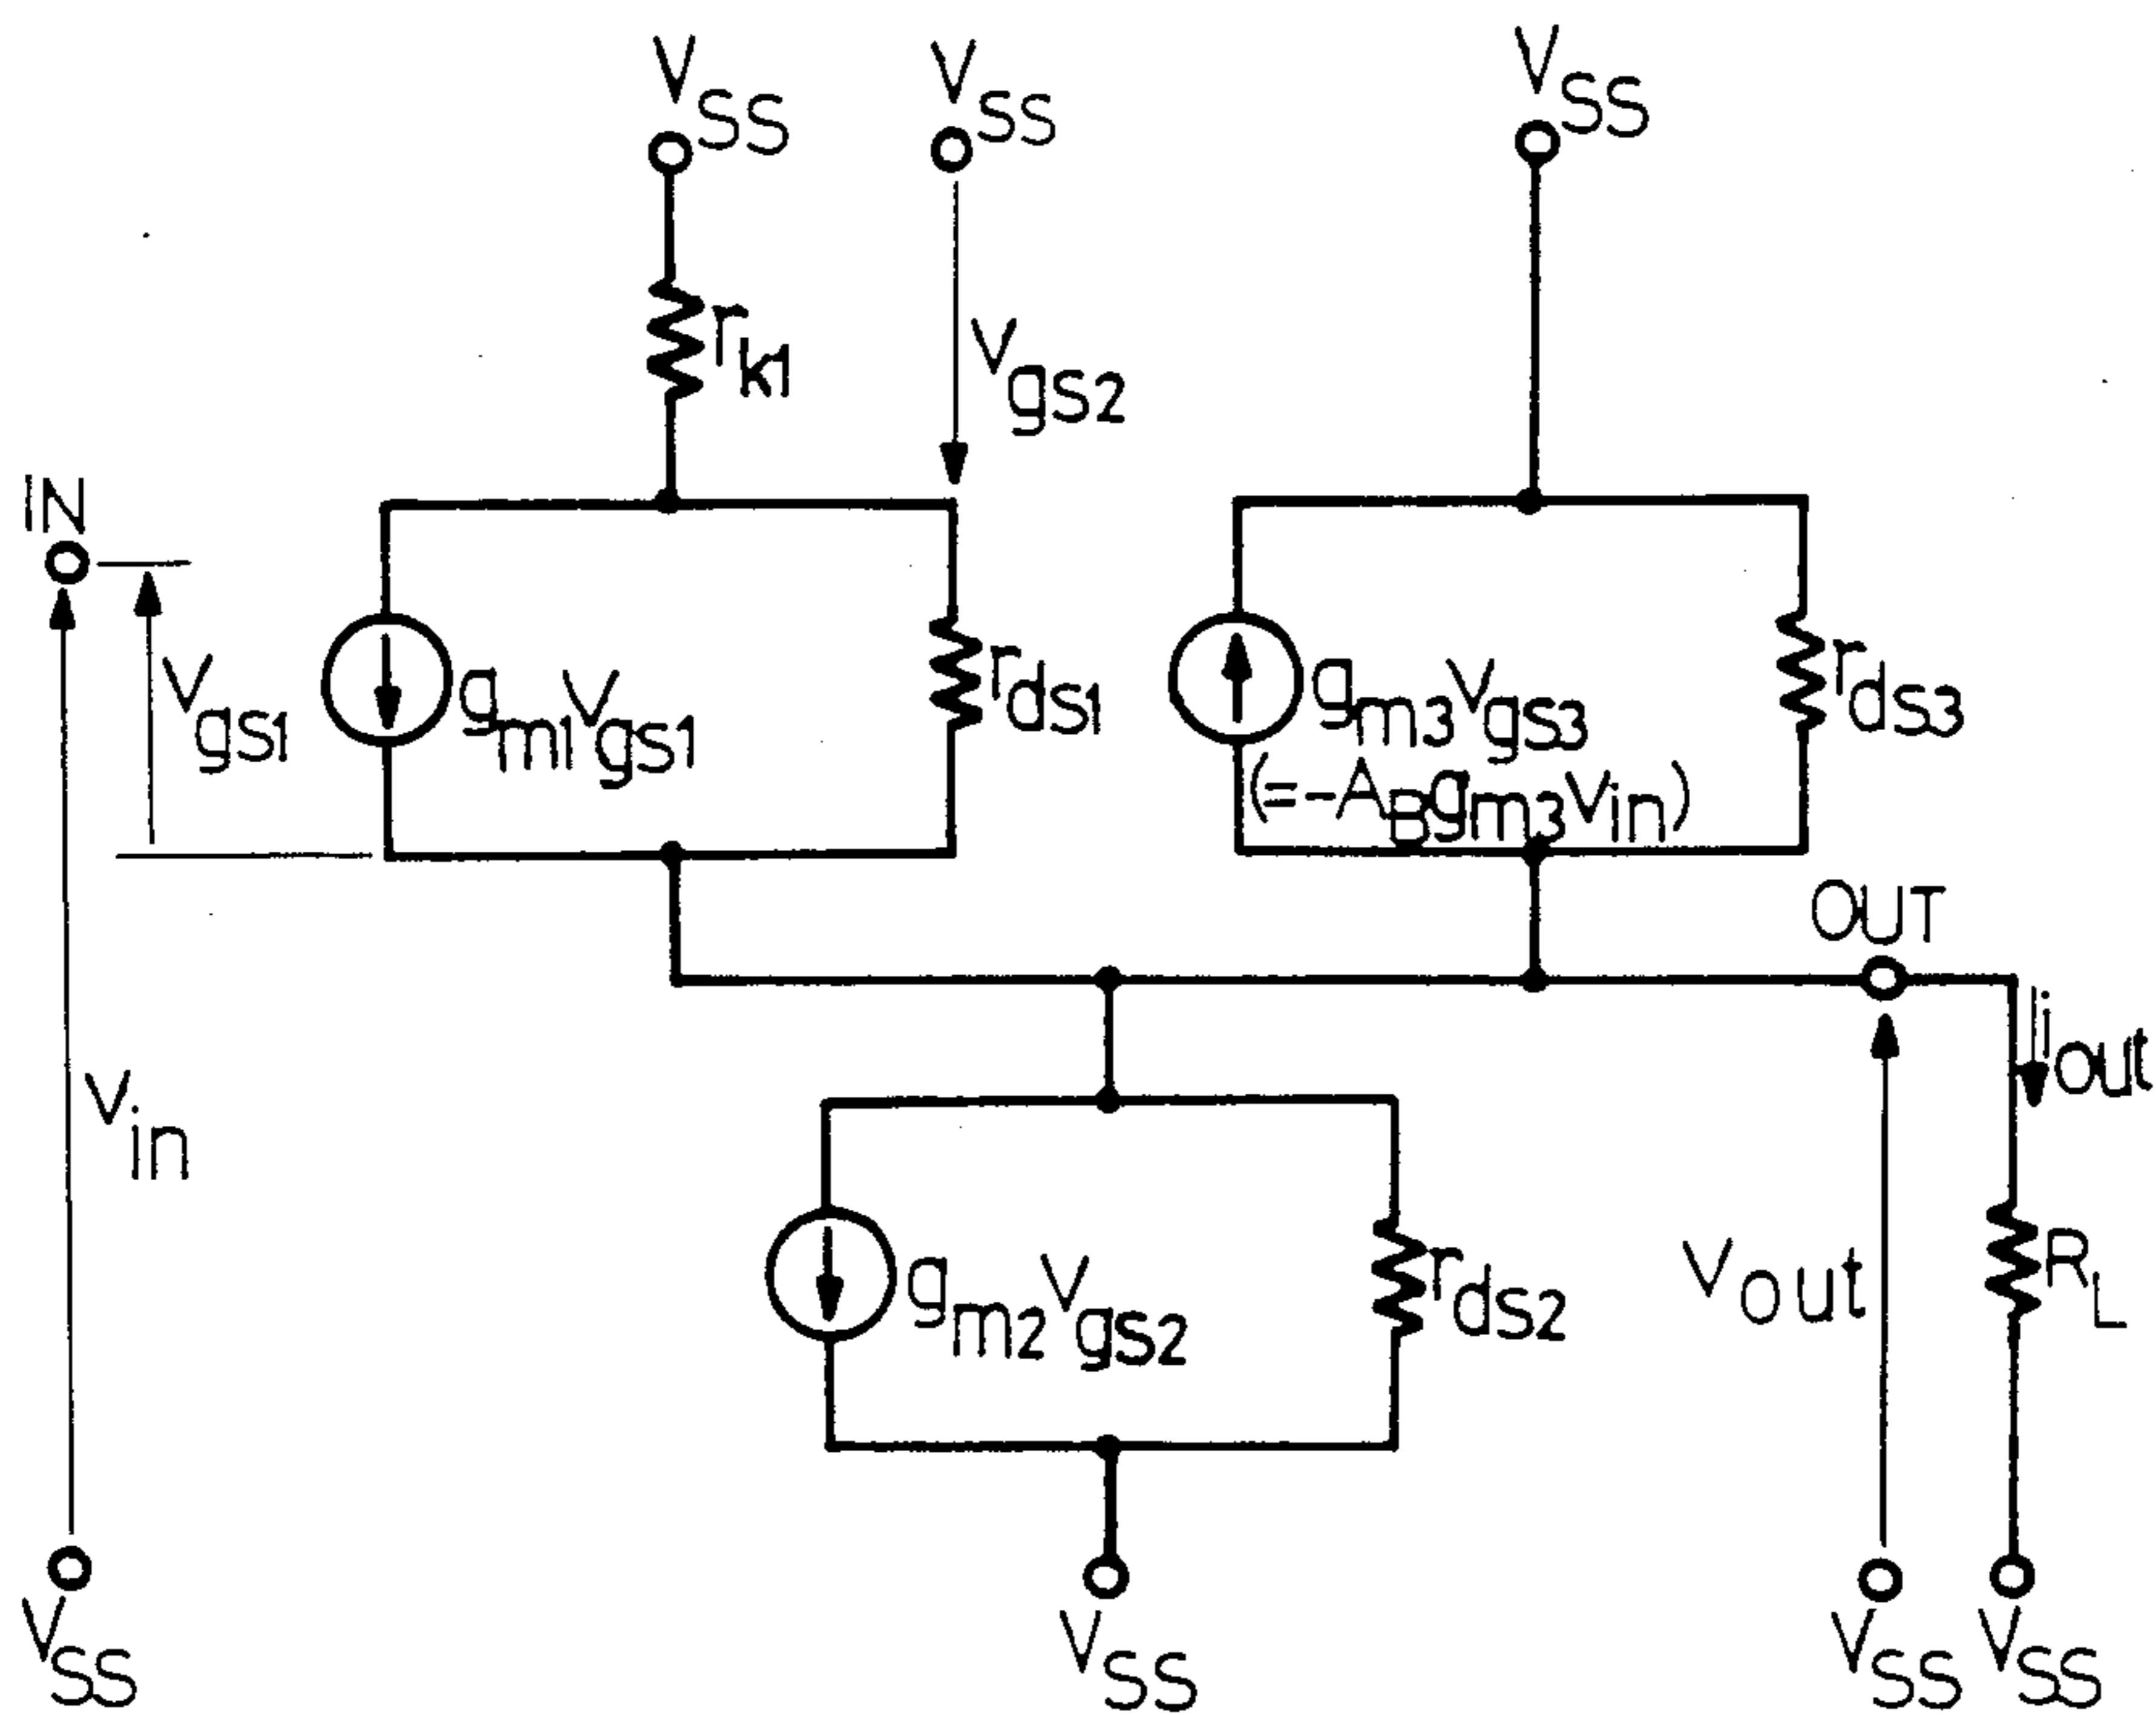 VSS VSS VSS
rk1
vgs2
IN
vgs1
gm1vgs1
rds1
gm3vgs3
(=-ABgm3vin)
rds3
OUT
iout
vin
gm2vgs2
rds2
vout
RL
VSS VSS VSS VSS